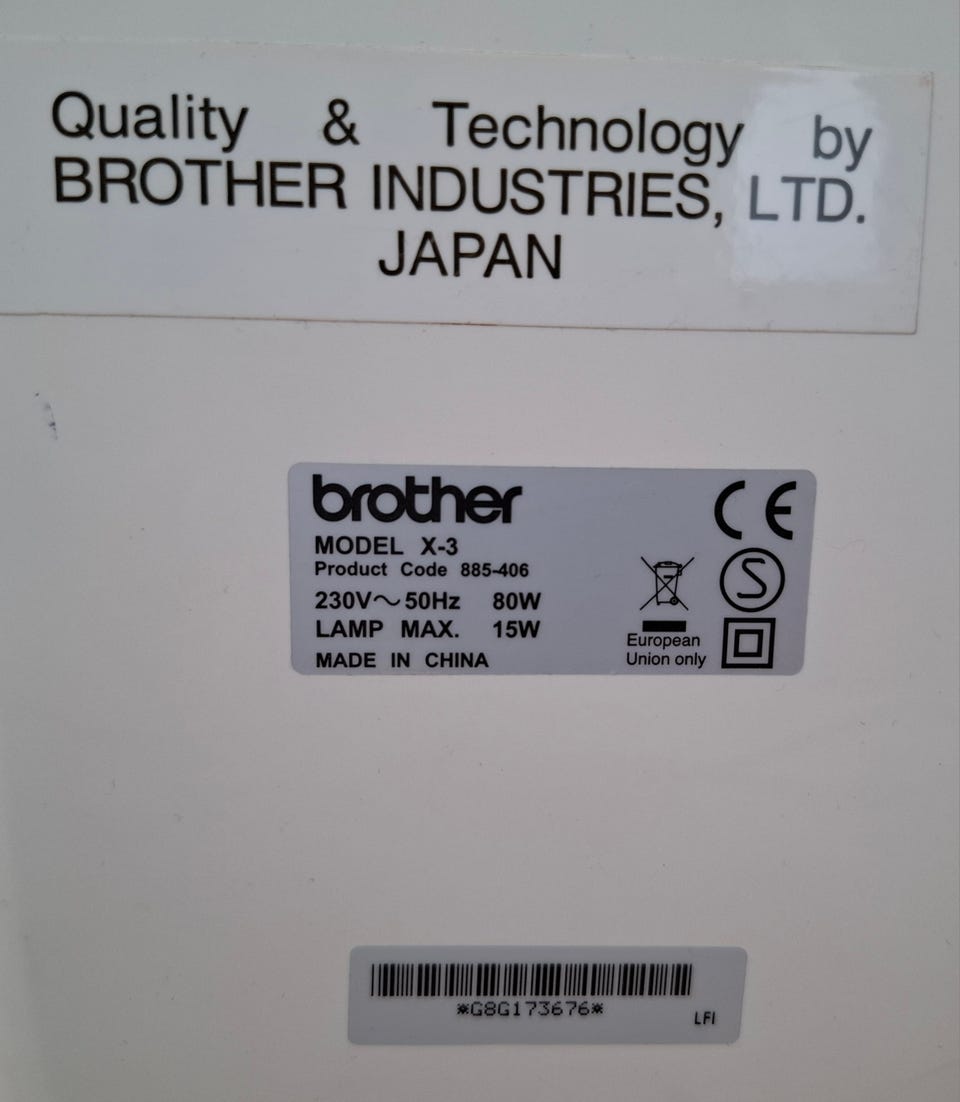 Quality & Technology by
BROTHER INDUSTRIES, LTD.
JAPAN
brother
MODEL X-3
Product Code 885-406
230V～50Hz 80W
LAMP MAX. 15W
MADE IN CHINA
CE
S
European
Union only
*G8G173676*
LFI